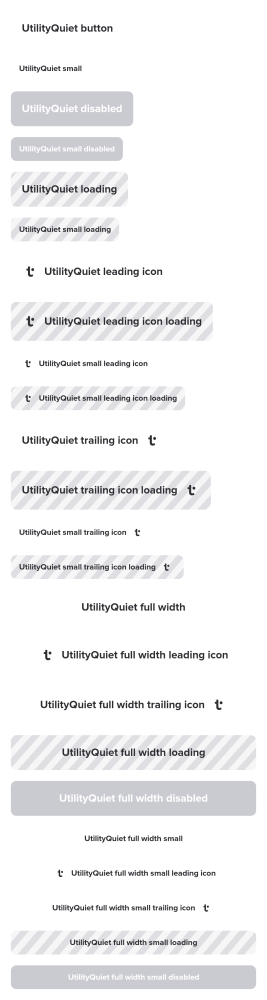 UtilityQuiet button
UtilityQuiet small
UtilityQuiet disabled
UtilityQuiet small disabled
UtilityQuiet loading
UtilityQuiet small loading
UtilityQuiet leading icon
UtilityQuiet leading icon loading
UtilityQuiet small leading icon
UtilityQuiet small leading icon loading
UtilityQuiet trailing icon
UtilityQuiet trailing icon loading
UtilityQuiet small trailing icon
UtilityQuiet small trailing icon loading
UtilityQuiet full width
UtilityQuiet full width leading icon
UtilityQuiet full width trailing icon
UtilityQuiet full width loading
UtilityQuiet full width disabled
UtilityQuiet full width small
UtilityQuiet full width small leading icon
UtilityQuiet full width small trailing icon
UtilityQuiet full width small loading
UtilityQuiet full width small disabled